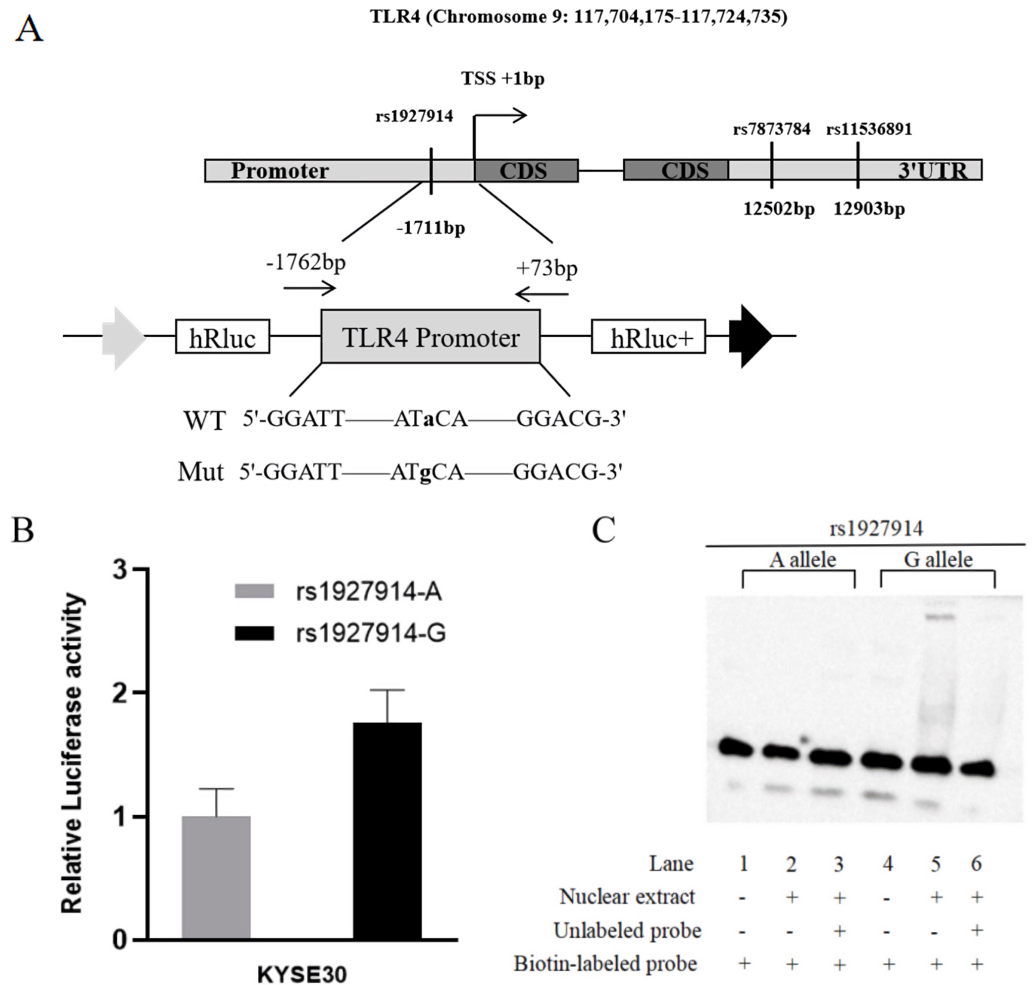 A
TLR4 (Chromosome 9: 117,704,175-117,724,735)
TSS +1bp
rs1927914
rs7873784 rs11536891
Promoter CDS CDS 3'UTR
-1711bp
12502bp 12903bp
-1762bp +73bp
hRluc TLR4 Promoter hRluc+
WT 5'-GGATT——ATaCA——GGACG-3'
Mut 5'-GGATT——ATgCA——GGACG-3'
B
Relative Luciferase activity
3
2
1
0
rs1927914-A
rs1927914-G
KYSE30
C
rs1927914
A allele G allele
Lane 1 2 3 4 5 6
Nuclear extract - + + - + +
Unlabeled probe - - + - - +
Biotin-labeled probe + + + + + +